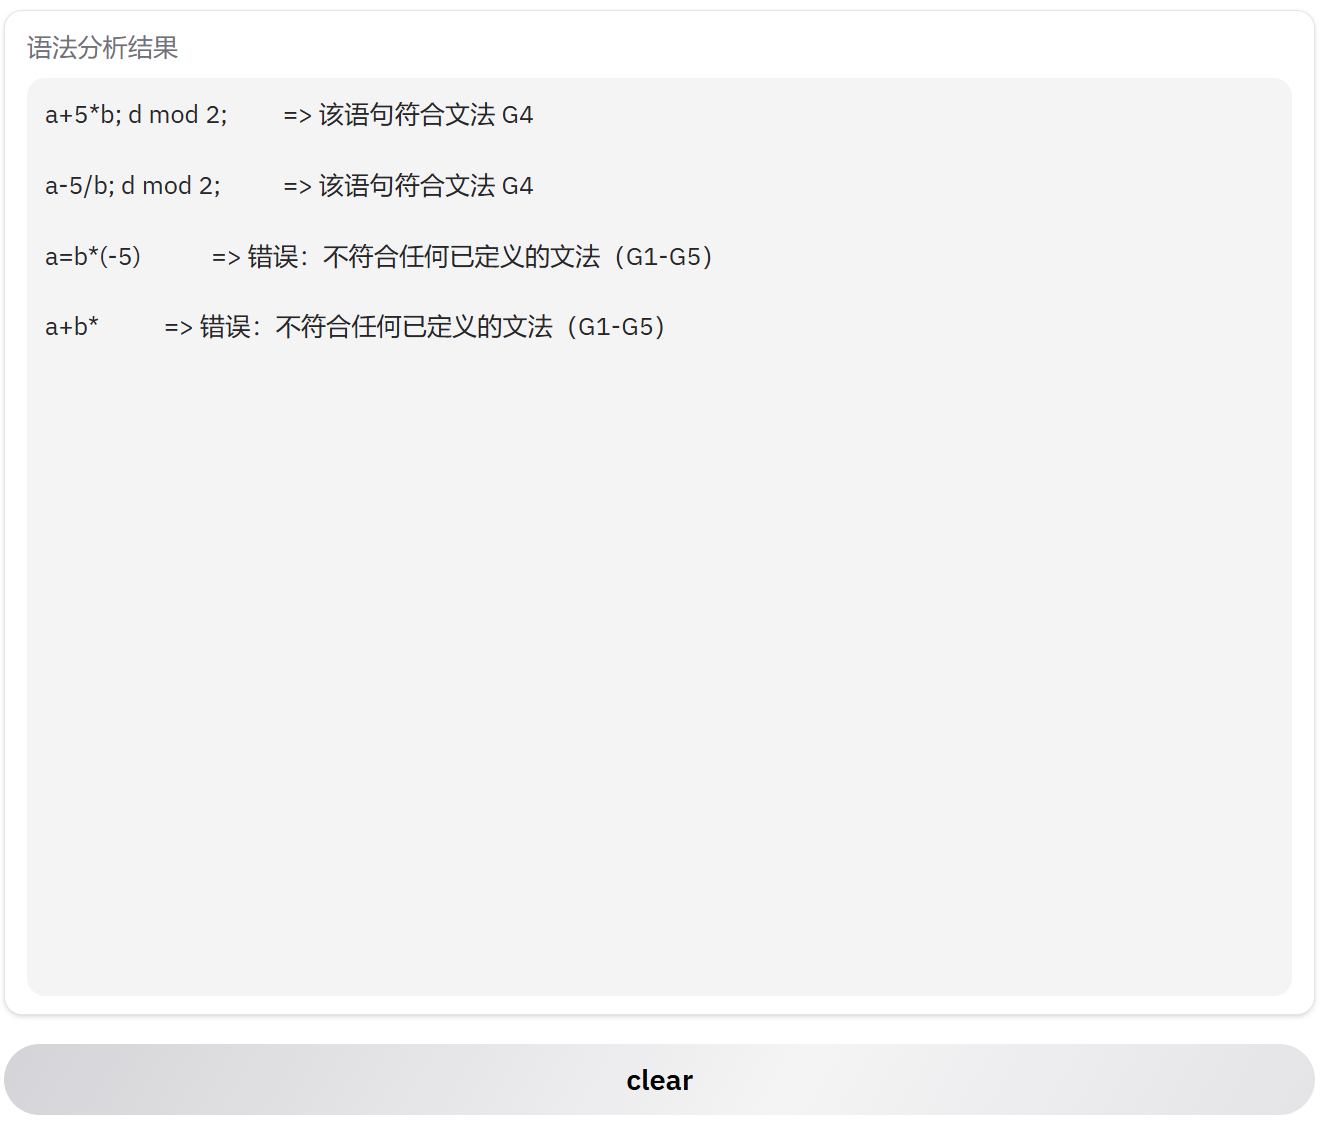 语法分析结果
a+5*b; d mod 2; => 该语句符合文法 G4
a-5/b; d mod 2; => 该语句符合文法 G4
a=b*(-5) => 错误：不符合任何已定义的文法（G1-G5）
a+b* => 错误：不符合任何已定义的文法（G1-G5）
clear